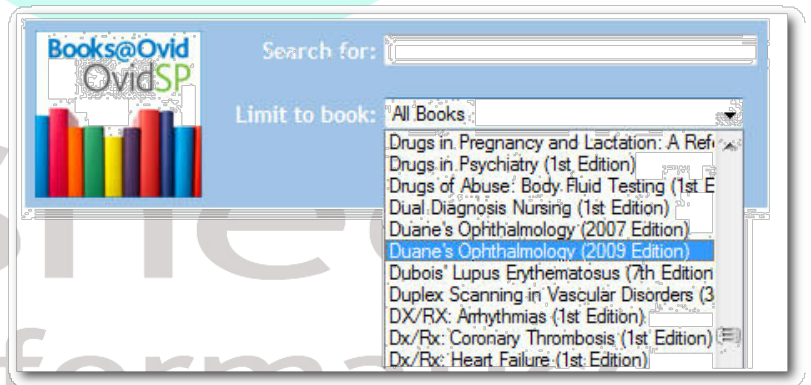 Books@Ovid
OvidSP
Search for:
Limit to book: All Books
Drugs in Pregnancy and Lactation: A Refe
Drugs in Psychiatry (1st Edition)
Drugs of Abuse: Body Fluid Testing (1st E
Dual Diagnosis Nursing (1st Edition)
Duane's Ophthalmology (2007 Edition)
Duane's Ophthalmology (2009 Edition)
Dubois' Lupus Erythematosus (7th Edition
Duplex Scanning in Vascular Disorders (3
DX/RX: Arrhythmias (1st Edition)
Dx/Rx: Coronary Thrombosis (1st Edition)
Dx/Rx: Heart Failure (1st Edition)